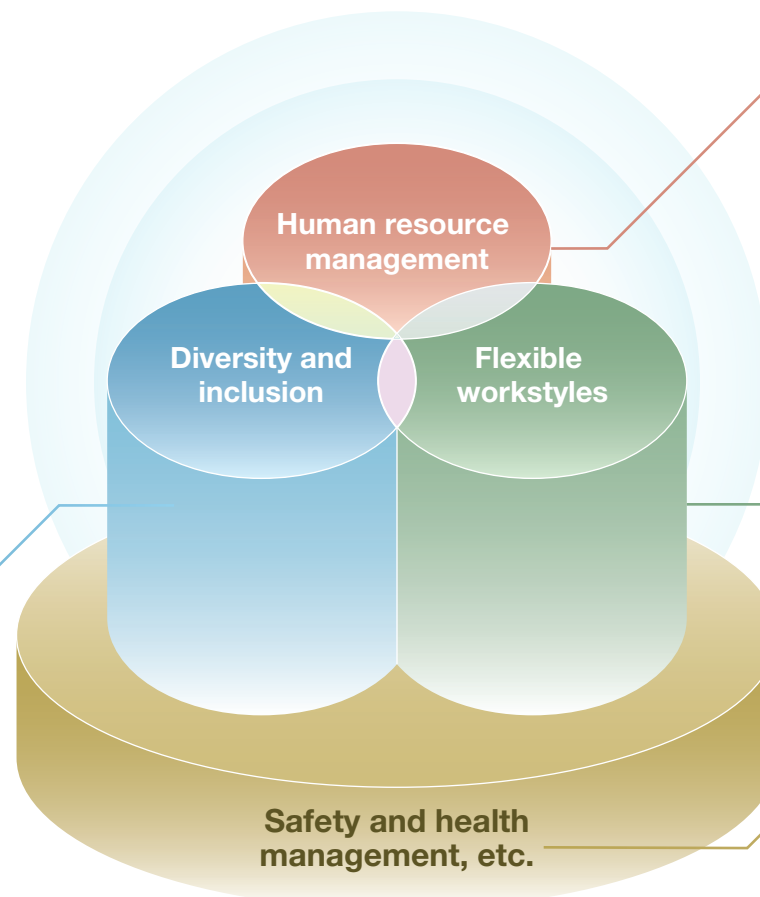 Human resource
management
Diversity and
inclusion
Flexible
workstyles
Safety and health
management, etc.